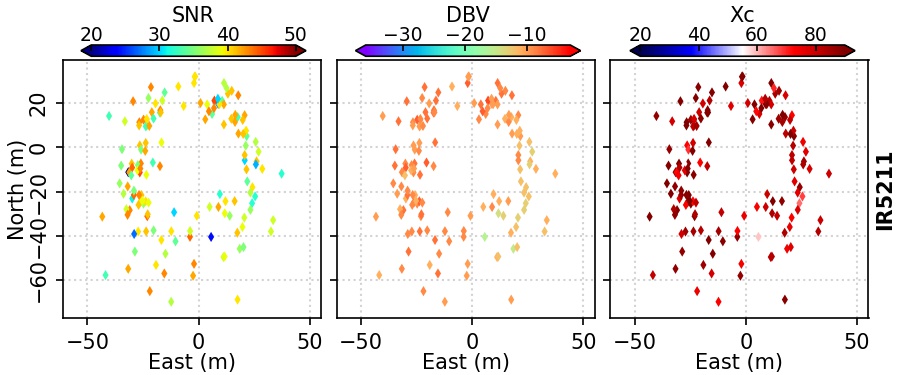 SNR
20 30 40 50
DBV
−30 −20 −10
Xc
20 40 60 80
North (m)
20
0
−20
−40
−60
−50 0 50
East (m)
−50 0 50
East (m)
−50 0 50
East (m)
IR5211